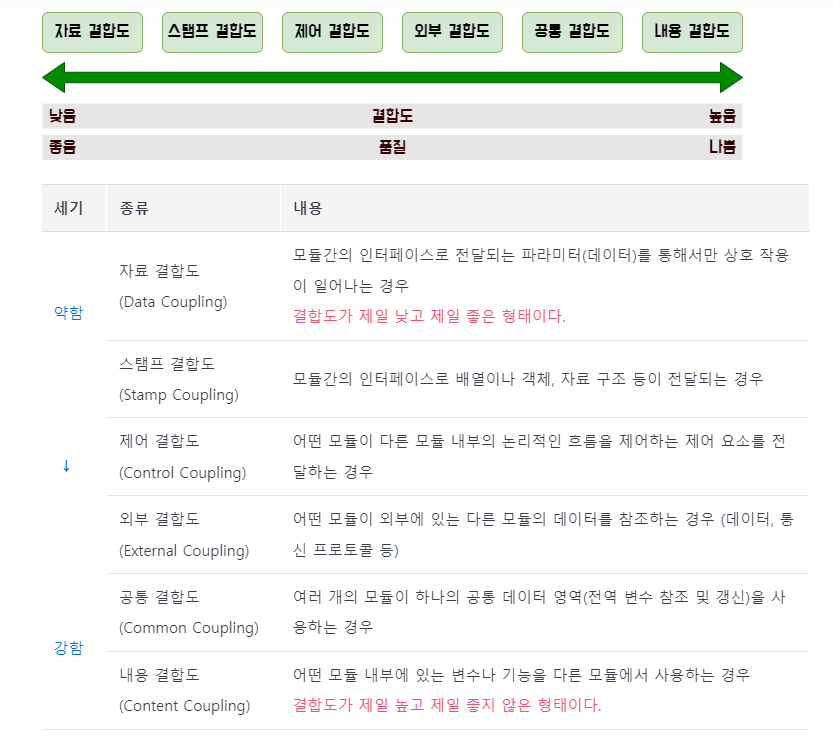 자료 결합도 스탬프 결합도 제어 결합도 외부 결합도 공통 결합도 내용 결합도
낮음 결합도 높음
좋음 품질 나쁨
세기 종류 내용
약함
자료 결합도
(Data Coupling)
모듈간의 인터페이스로 전달되는 파라미터(데이터)를 통해서만 상호 작용
이 일어나는 경우
결합도가 제일 낮고 제일 좋은 형태이다.
스탬프 결합도
(Stamp Coupling)
모듈간의 인터페이스로 배열이나 객체, 자료 구조 등이 전달되는 경우
↓
제어 결합도
(Control Coupling)
어떤 모듈이 다른 모듈 내부의 논리적인 흐름을 제어하는 제어 요소를 전
달하는 경우
외부 결합도
(External Coupling)
어떤 모듈이 외부에 있는 다른 모듈의 데이터를 참조하는 경우 (데이터, 통
신 프로토콜 등)
강함
공통 결합도
(Common Coupling)
여러 개의 모듈이 하나의 공통 데이터 영역(전역 변수 참조 및 갱신)을 사
용하는 경우
내용 결합도
(Content Coupling)
어떤 모듈 내부에 있는 변수나 기능을 다른 모듈에서 사용하는 경우
결합도가 제일 높고 제일 좋지 않은 형태이다.